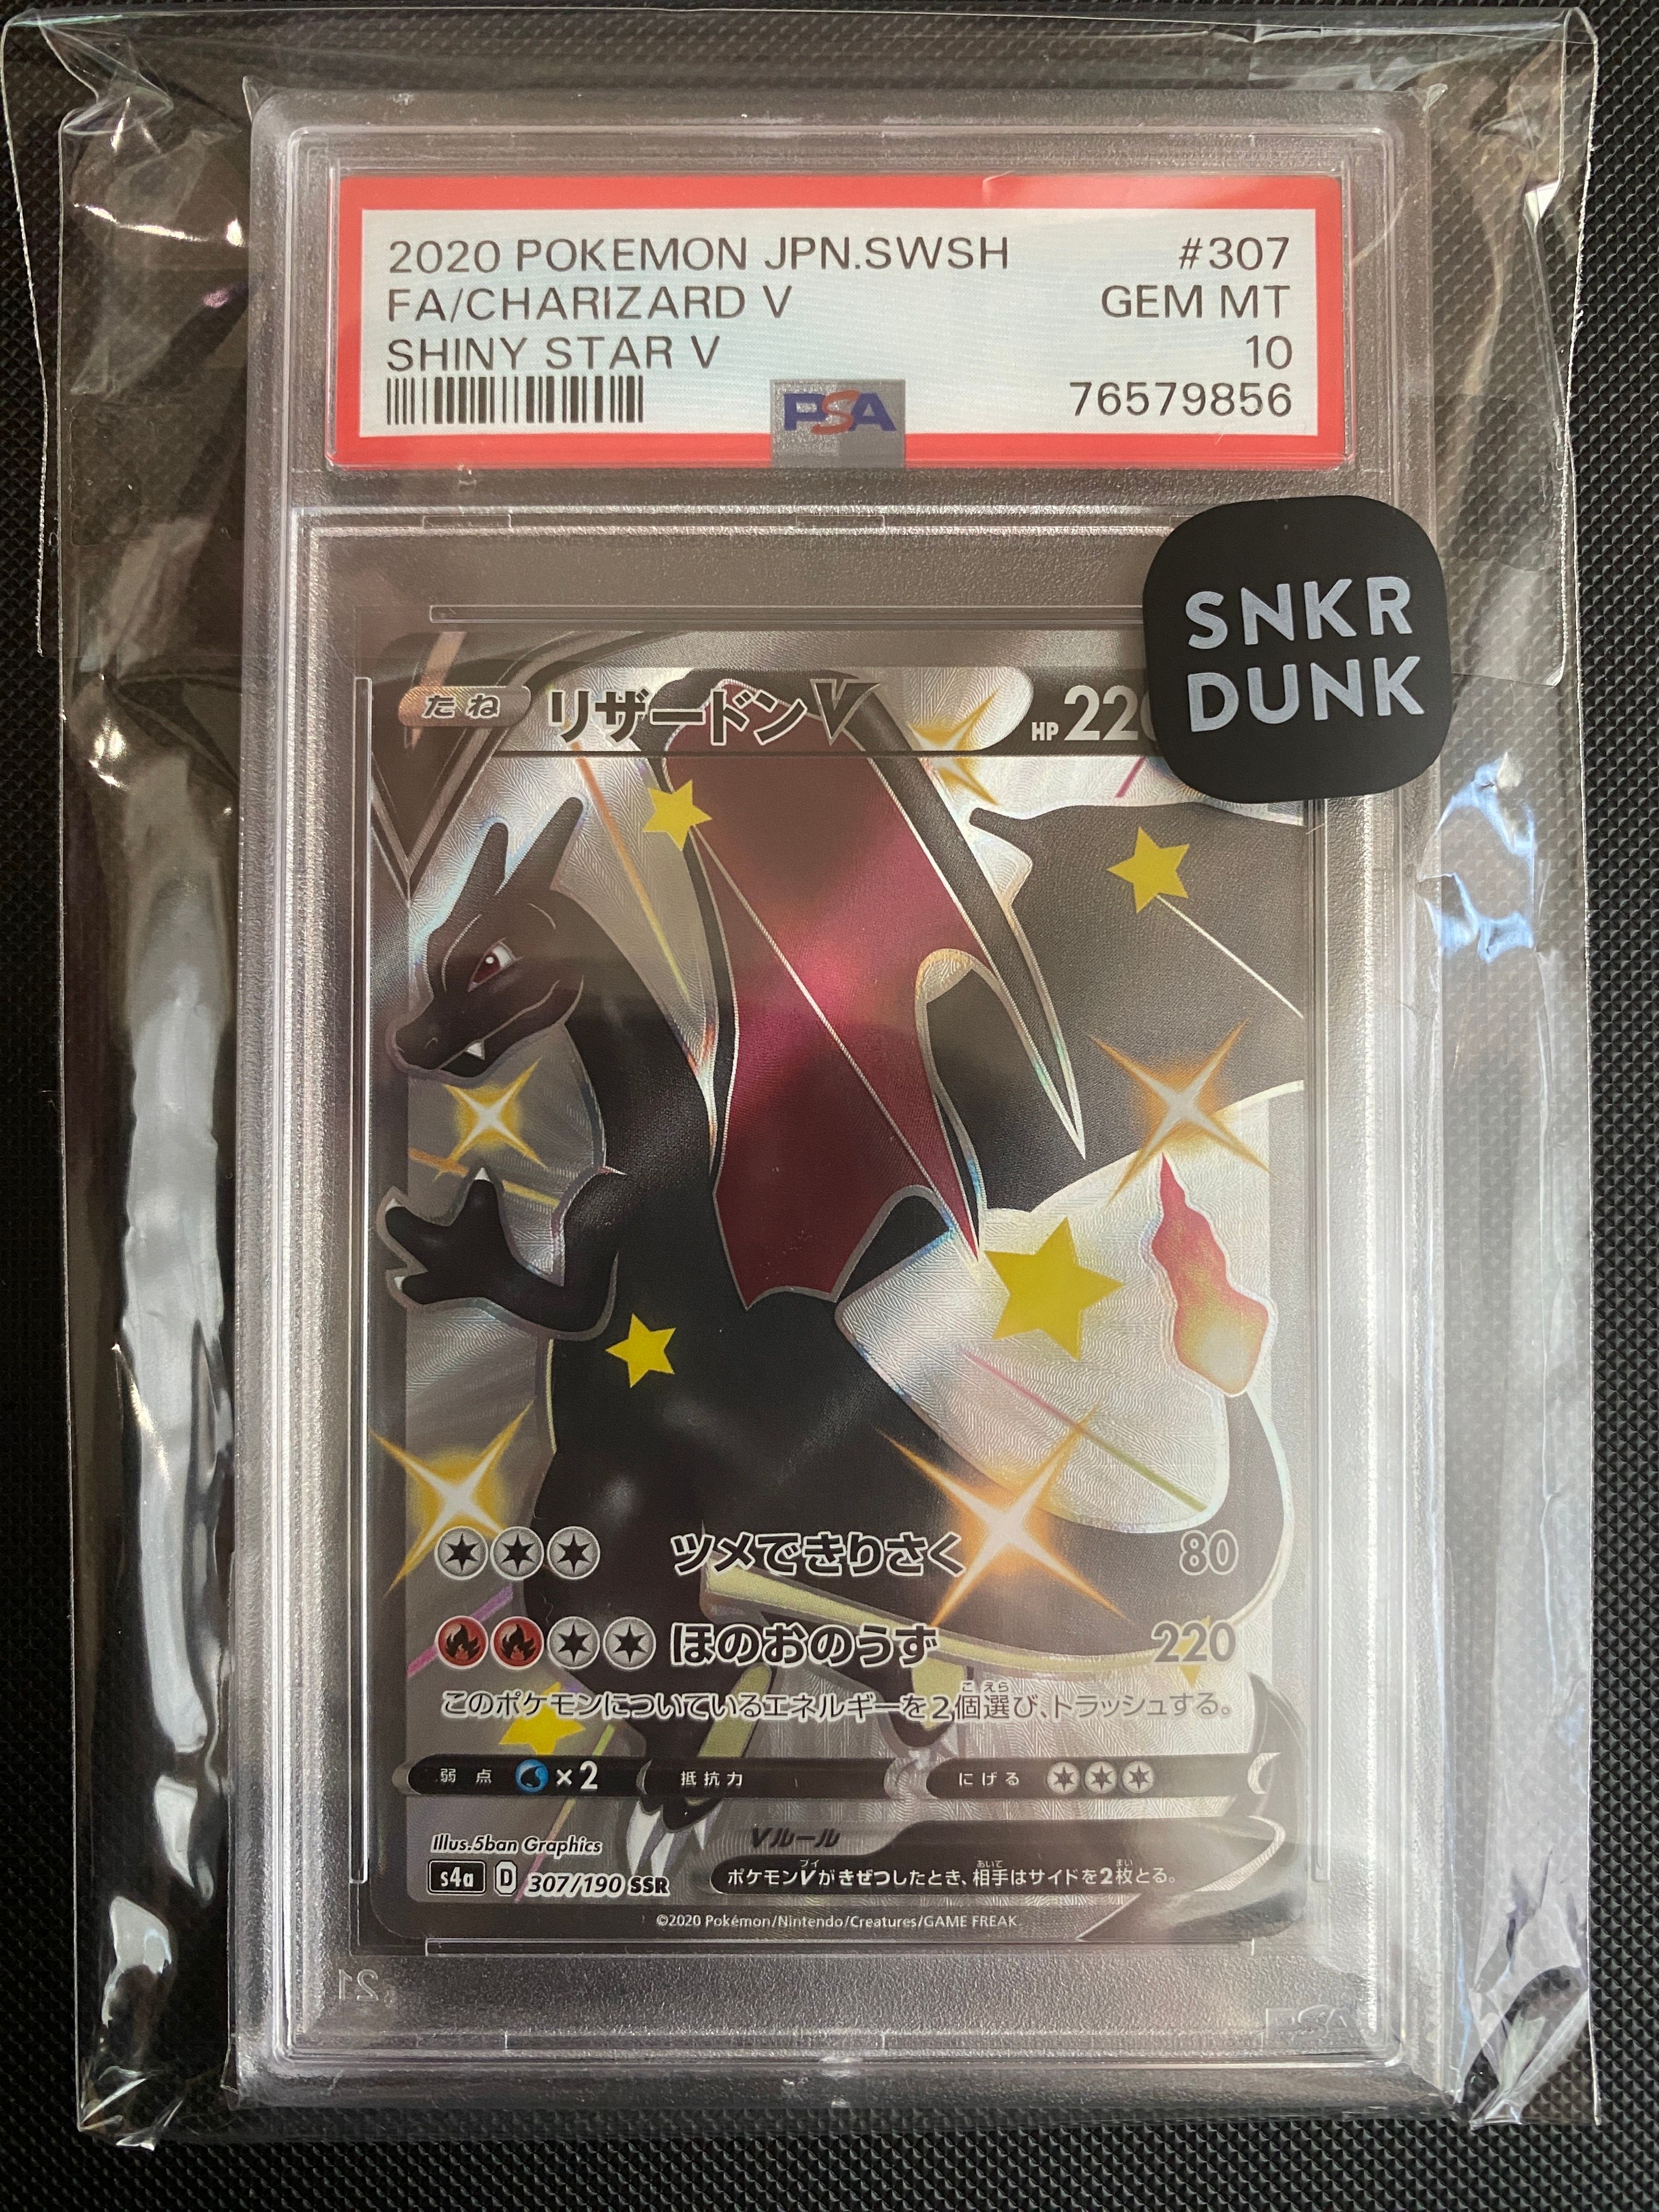 2020 POKEMON JPN.SWSH #307
FA/CHARIZARD V GEM MT
SHINY STAR V 10
76579856
PSA
SNKR
DUNK
たね リザードンV HP 22
ツメできりさく 80
ほのおのうず 220
このポケモンについているエネルギーを2個選び、トラッシュする。
弱点 ×2 抵抗力 にげる
Illus.5ban Graphics
Vルール
s4a D 307/190 SSR
ポケモンVがきぜつしたとき、相手はサイドを2枚とる。
©2020 Pokémon/Nintendo/Creatures/GAME FREAK
PSA